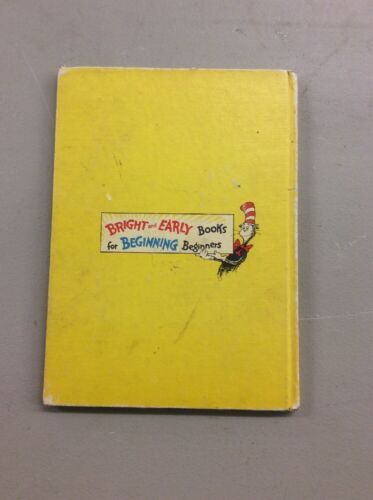 BRIGHT and EARLY Books
for BEGINNING Beginners